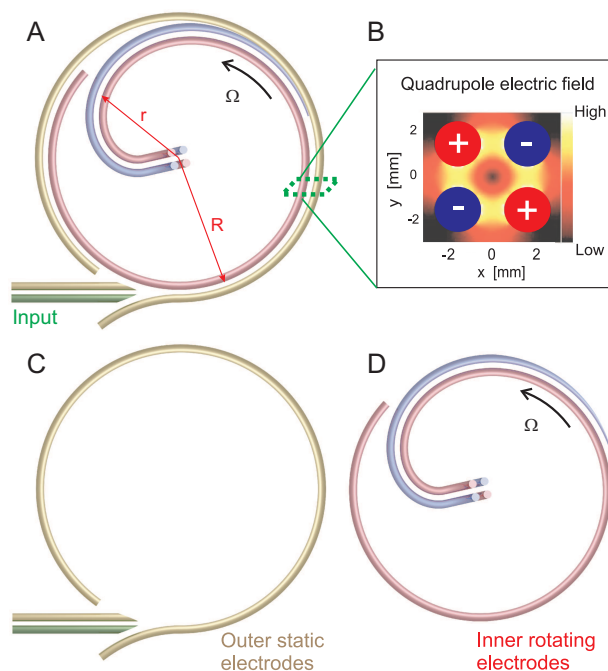 A
Ω
r
R
Input
B
Quadrupole electric field
High
Low
y [mm]
2
0
-2
+ -
- +
-2 0 2
x [mm]
C
Outer static
electrodes
D
Ω
Inner rotating
electrodes